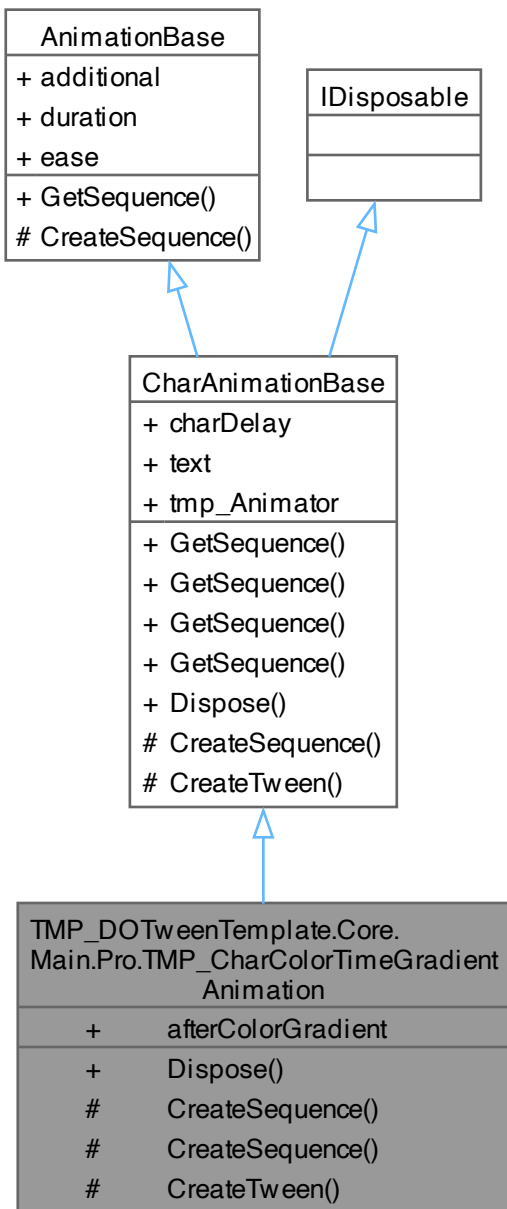 AnimationBase
+ additional
+ duration
+ ease
+ GetSequence()
# CreateSequence()
IDisposable
CharAnimationBase
+ charDelay
+ text
+ tmp_Animator
+ GetSequence()
+ GetSequence()
+ GetSequence()
+ GetSequence()
+ Dispose()
# CreateSequence()
# CreateTween()
TMP_DOTweenTemplate.Core.
Main.Pro.TMP_CharColorTimeGradient
Animation
+ afterColorGradient
+ Dispose()
# CreateSequence()
# CreateSequence()
# CreateTween()